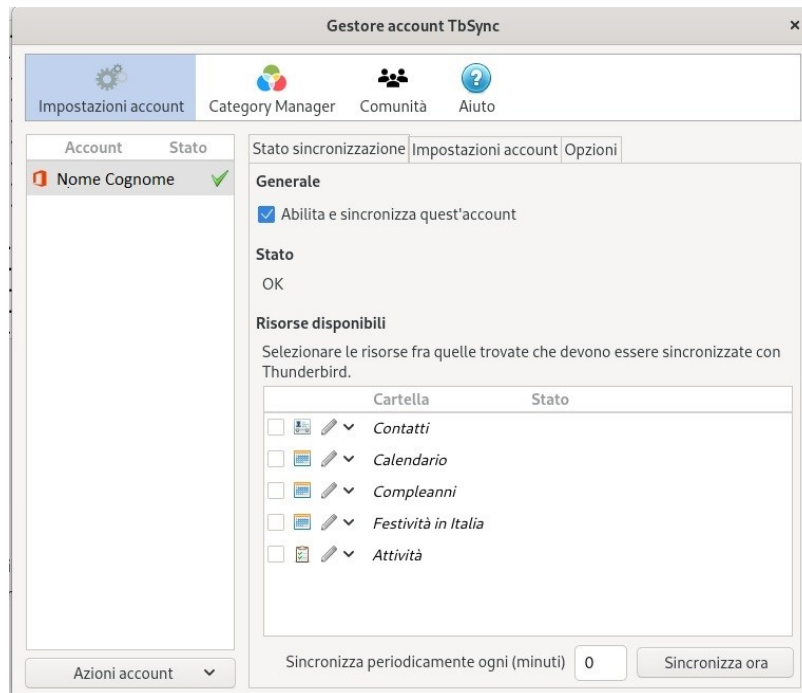 Gestore account TbSync
Impostazioni account Category Manager Comunità Aiuto
Account Stato
Nome Cognome
Stato sincronizzazione Impostazioni account Opzioni
Generale
Abilita e sincronizza quest'account
Stato
OK
Risorse disponibili
Selezionare le risorse fra quelle trovate che devono essere sincronizzate con
Thunderbird.
Cartella Stato
Contatti
Calendario
Compleanni
Festività in Italia
Attività
Azioni account
Sincronizza periodicamente ogni (minuti) 0 Sincronizza ora